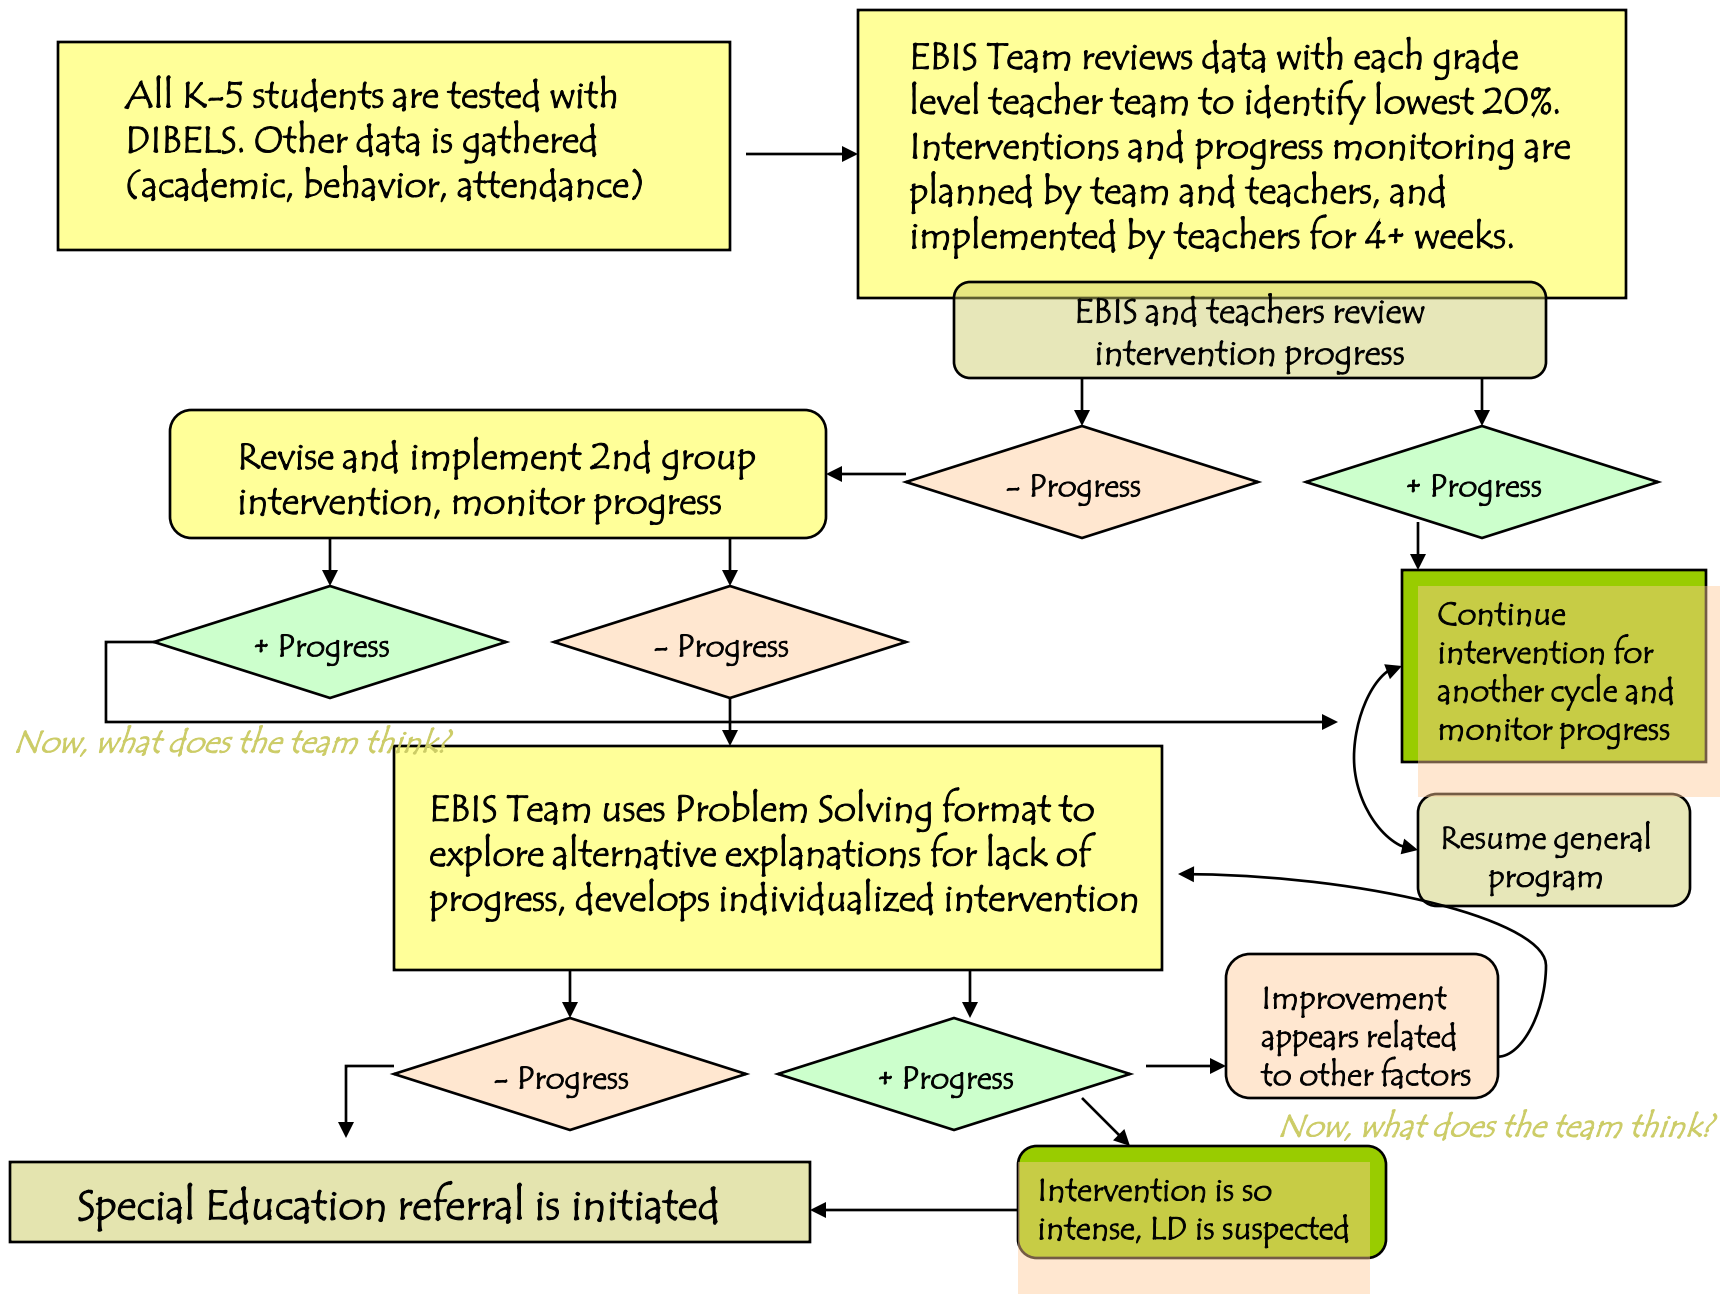 All K-5 students are tested with
DIBELS. Other data is gathered
(academic, behavior, attendance)
EBIS Team reviews data with each grade
level teacher team to identify lowest 20%.
Interventions and progress monitoring are
planned by team and teachers, and
implemented by teachers for 4+ weeks.
EBIS and teachers review
intervention progress
Revise and implement 2nd group
intervention, monitor progress
- Progress
+ Progress
+ Progress
- Progress
Continue
intervention for
another cycle and
monitor progress
Now, what does the team think?
EBIS Team uses Problem Solving format to
explore alternative explanations for lack of
progress, develops individualized intervention
Resume general
program
- Progress
+ Progress
Improvement
appears related
to other factors
Now, what does the team think?
Special Education referral is initiated
Intervention is so
intense, LD is suspected